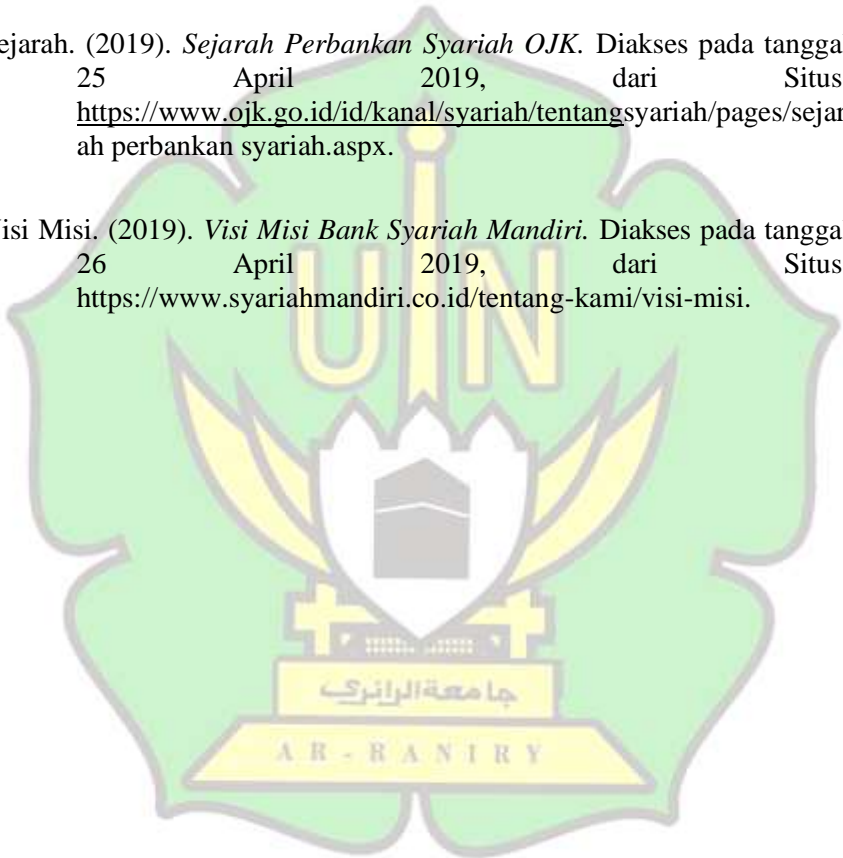 ejarah. (2019). Sejarah Perbankan Syariah OJK. Diakses pada tangga
25 April 2019, dari Situs
https://www.ojk.go.id/id/kanal/syariah/tentangsyariah/pages/sejar
ah perbankan syariah.aspx.
isi Misi. (2019). Visi Misi Bank Syariah Mandiri. Diakses pada tangga
26 April 2019, dari Situs
https://www.syariahmandiri.co.id/tentang-kami/visi-misi.
UIN
جامعةالرانري
AR-RANIRY